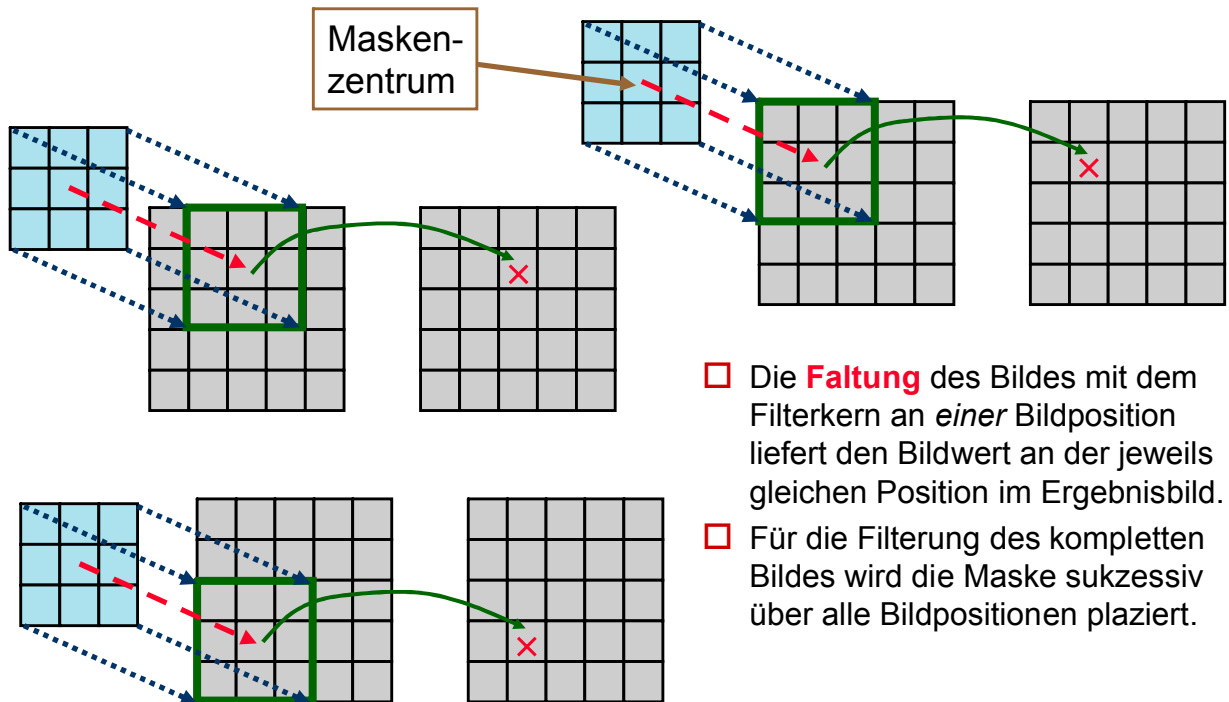 Masken-
zentrum
Die Faltung des Bildes mit dem
Filterkern an einer Bildposition
liefert den Bildwert an der jeweils
gleichen Position im Ergebnisbild.
Für die Filterung des kompletten
Bildes wird die Maske sukzessiv
über alle Bildpositionen plaziert.